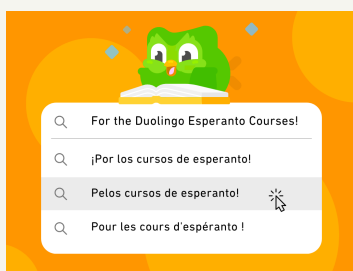 For the Duolingo Esperanto Courses!
¡Por los cursos de esperanto!
Pelos cursos de esperanto!
Pour les cours d'espéranto !